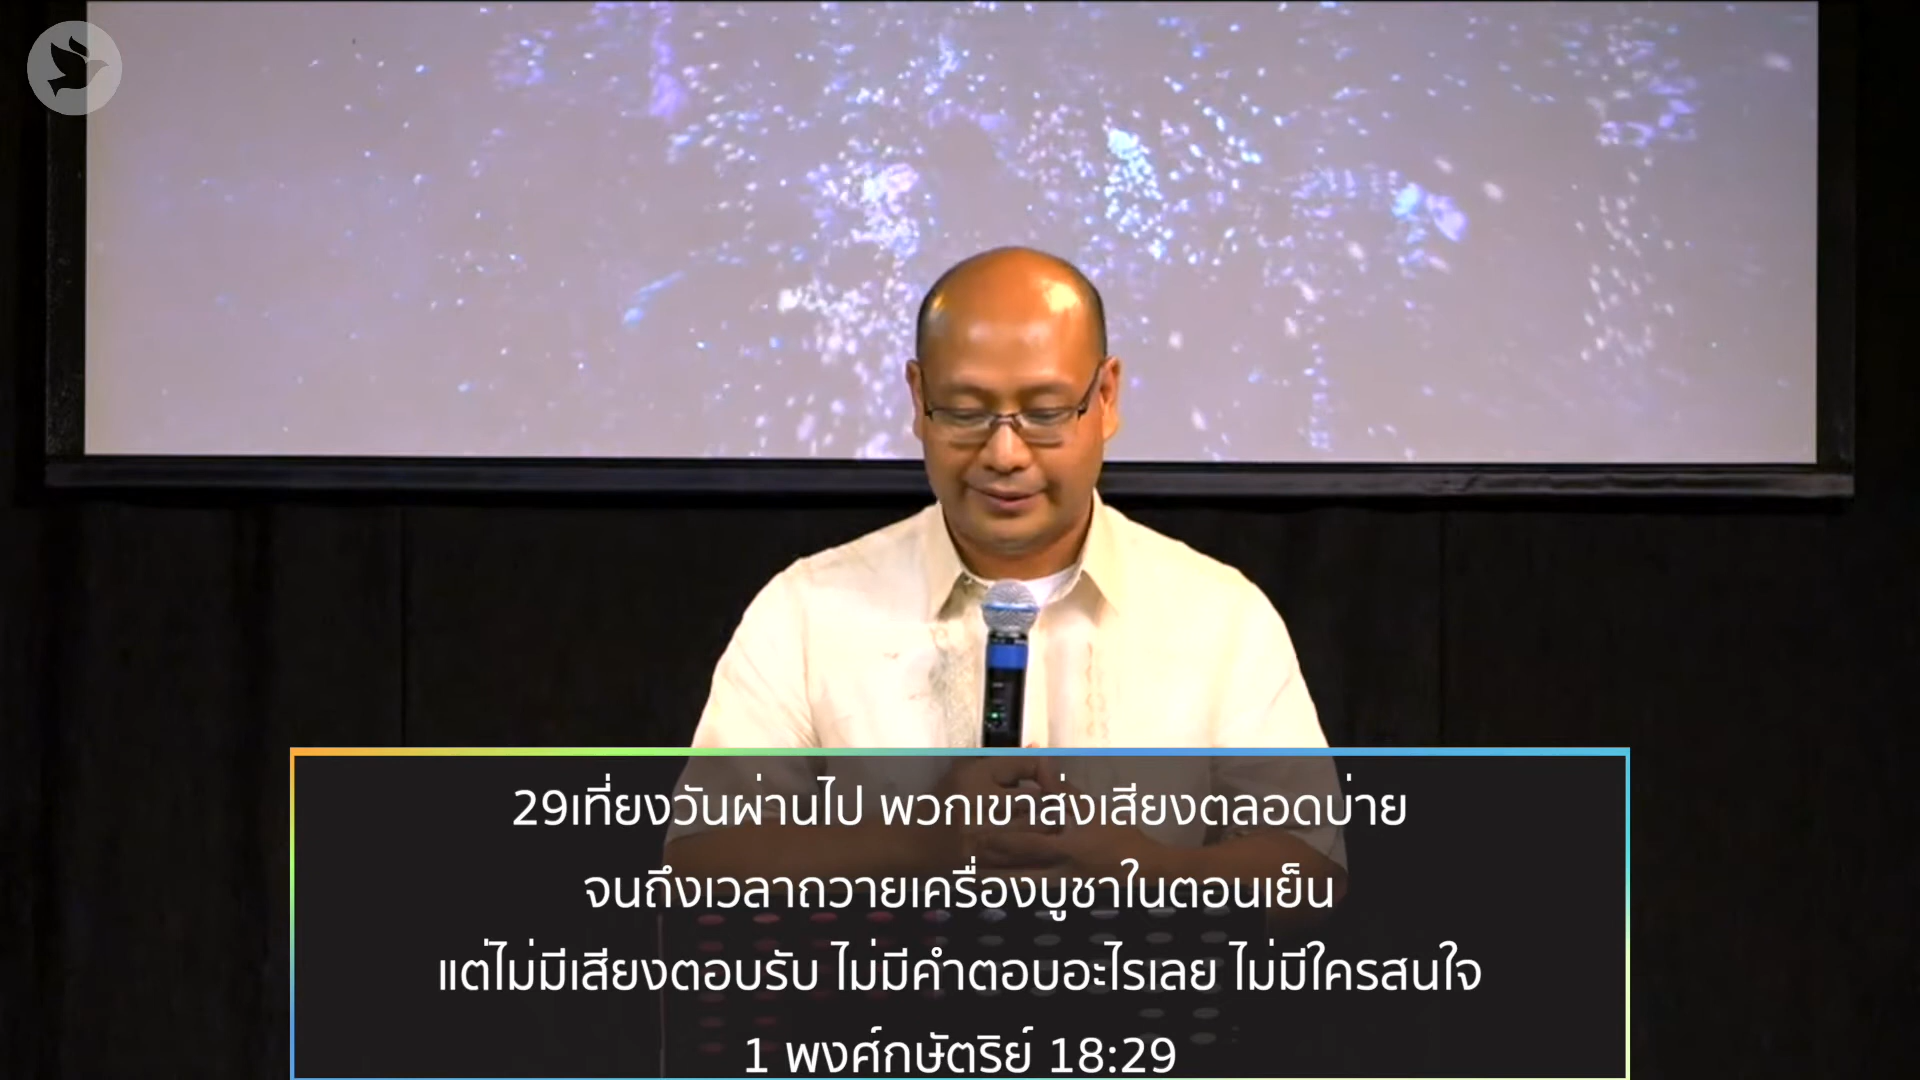 29เที่ยงวันผ่านไป พวกเขาส่งเสียงตลอดบ่าย
จนถึงเวลาถวายเครื่องบูชาในตอนเย็น
แต่ไม่มีเสียงตอบรับ ไม่มีคำตอบอะไรเลย ไม่มีใครสนใจ
1 พงศ์กษัตริย์ 18:29